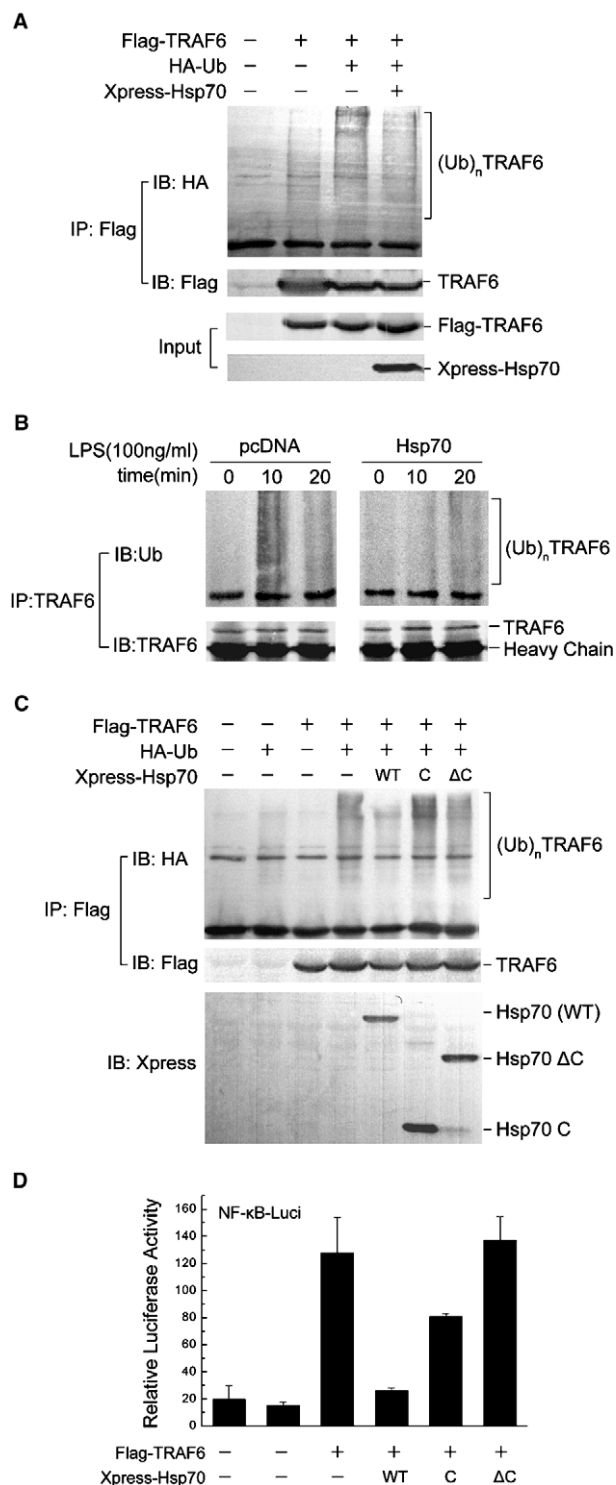 A
Flag-TRAF6 – + + +
HA-Ub – – + +
Xpress-Hsp70 – – – +
(Ub)nTRAF6
IB: HA
IP: Flag
IB: Flag
TRAF6
Flag-TRAF6
Input
Xpress-Hsp70
B
LPS(100ng/ml) pcDNA Hsp70
time(min) 0 10 20 0 10 20
IB:Ub
(Ub)nTRAF6
IP:TRAF6
TRAF6
IB:TRAF6
Heavy Chain
C
Flag-TRAF6 – – + + + + +
HA-Ub – + – + + + +
Xpress-Hsp70 – – – – WT C ΔC
(Ub)nTRAF6
IB: HA
IP: Flag
IB: Flag
TRAF6
Hsp70 (WT)
IB: Xpress
Hsp70 ΔC
Hsp70 C
D
NF-κB-Luci
Relative Luciferase Activity
160
140
120
100
80
60
40
20
0
Flag-TRAF6 – – + + + +
Xpress-Hsp70 – – – WT C ΔC